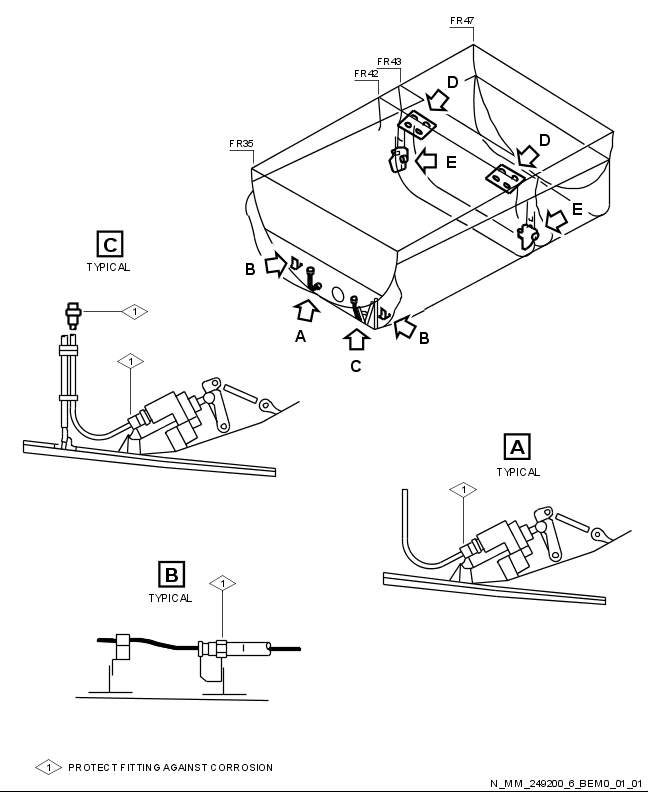 FR47
FR43
FR42
D
FR35
D
E
E
C
TYPICAL
B
1
A
B
C
1
A
TYPICAL
1
B
TYPICAL
1
1 PROTECT FITTING AGAINST CORROSION
N_MM_249200_6_BEM0_01_01